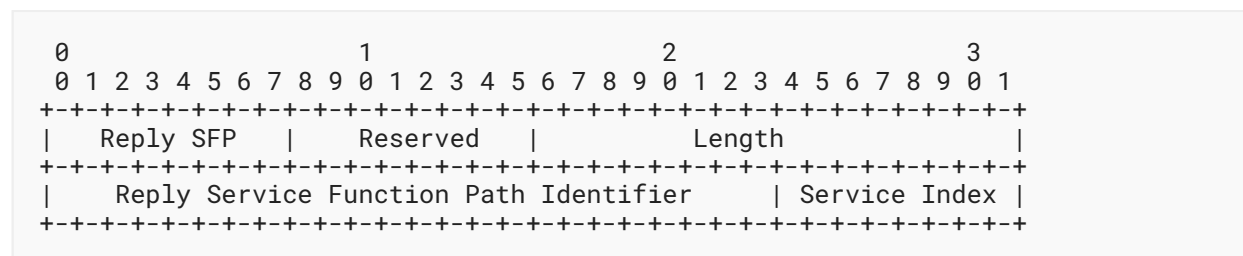 0                   1                   2                   3
 0 1 2 3 4 5 6 7 8 9 0 1 2 3 4 5 6 7 8 9 0 1 2 3 4 5 6 7 8 9 0 1
+-+-+-+-+-+-+-+-+-+-+-+-+-+-+-+-+-+-+-+-+-+-+-+-+-+-+-+-+-+-+-+-+
|   Reply SFP   |    Reserved   |          Length               |
+-+-+-+-+-+-+-+-+-+-+-+-+-+-+-+-+-+-+-+-+-+-+-+-+-+-+-+-+-+-+-+-+
|    Reply Service Function Path Identifier     | Service Index |
+-+-+-+-+-+-+-+-+-+-+-+-+-+-+-+-+-+-+-+-+-+-+-+-+-+-+-+-+-+-+-+-+